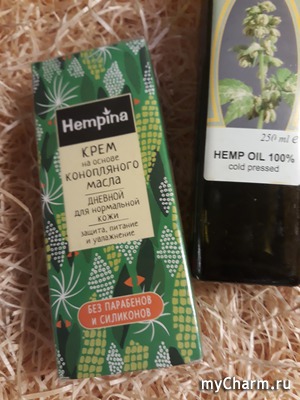 Hempina
КРЕМ
на основе
КОНОПЛЯНОГО
масла
ДНЕВНОЙ
для нормальной
кожи
защита, питание
и увлажнение
БЕЗ ПАРАБЕНОВ
И СИЛИКОНОВ
250 ml e
HEMP OIL 100%
cold pressed
myCharm.ru